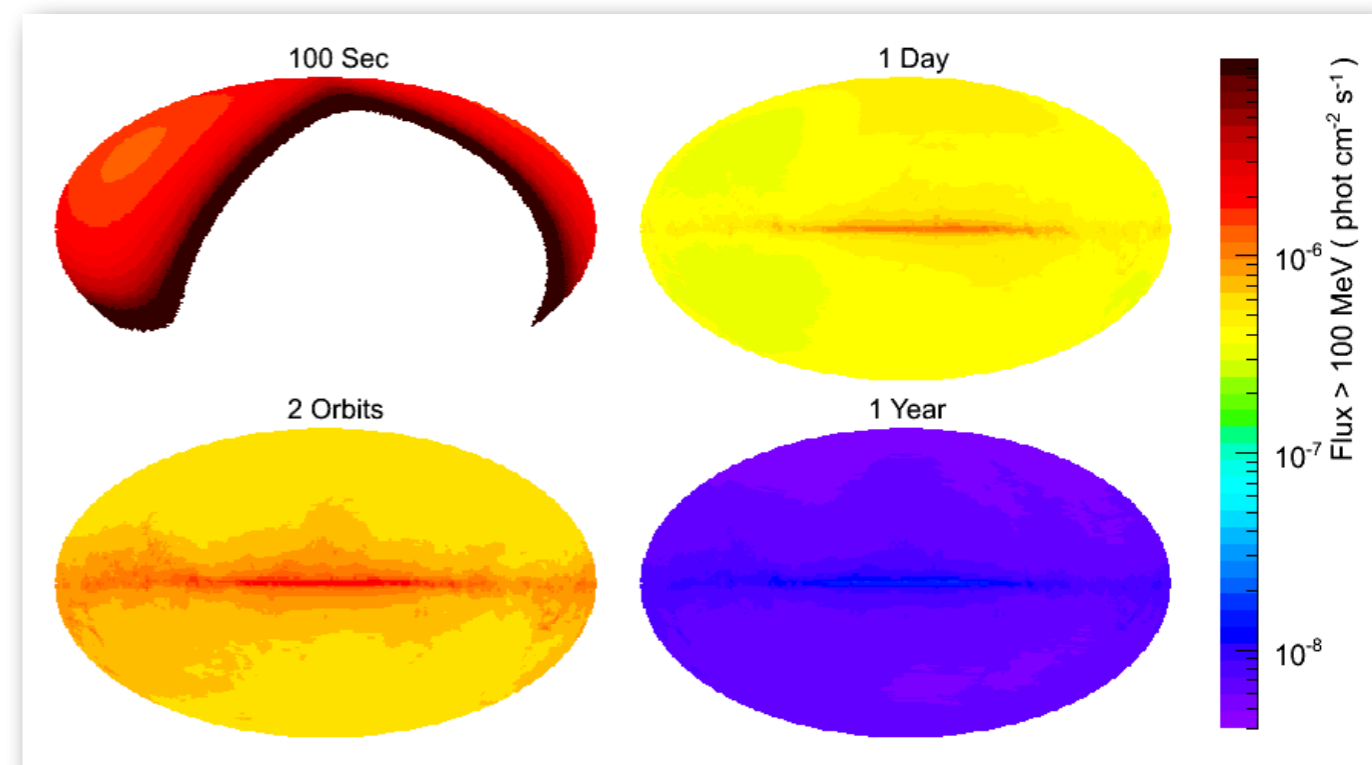 100 Sec
1 Day
2 Orbits
1 Year
10⁻⁶
10⁻⁷
10⁻⁸
Flux > 100 MeV ( phot cm⁻² s⁻¹ )